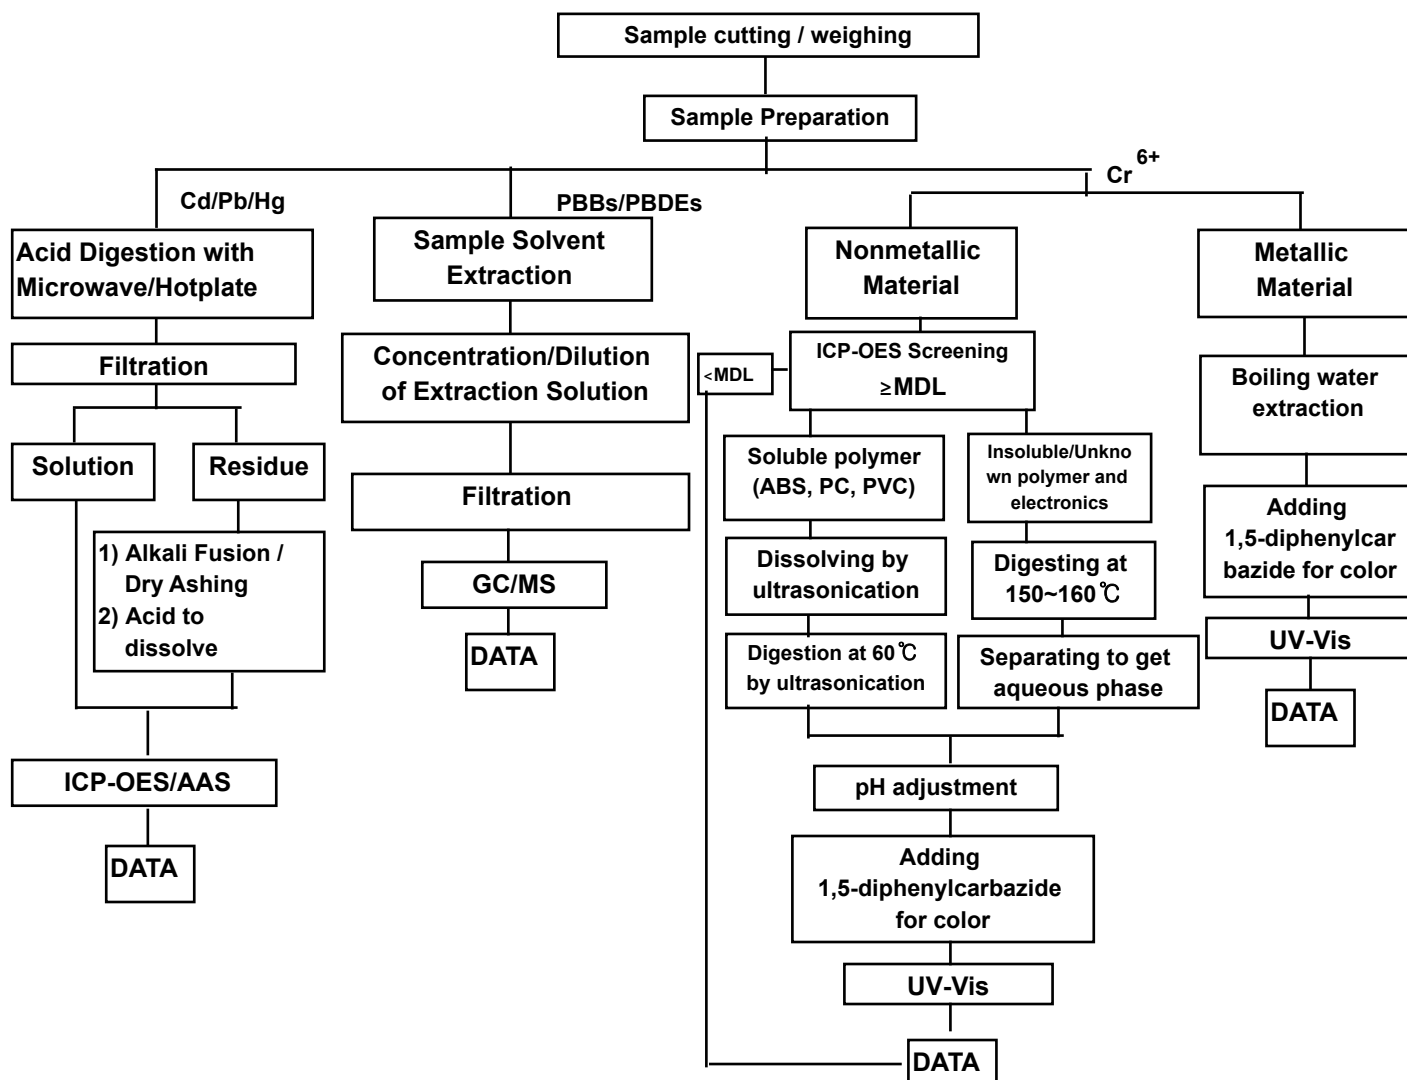 Sample cutting / weighing
Sample Preparation
Cd/Pb/Hg
Acid Digestion with
Microwave/Hotplate
Filtration
Solution
Residue
1) Alkali Fusion /
Dry Ashing
2) Acid to
dissolve
ICP-OES/AAS
DATA
PBBs/PBDEs
Sample Solvent
Extraction
Concentration/Dilution
of Extraction Solution
Filtration
GC/MS
DATA
Cr6+
Nonmetallic
Material
ICP-OES Screening
≥MDL
<MDL
Soluble polymer
(ABS, PC, PVC)
Dissolving by
ultrasonication
Digestion at 60℃
by ultrasonication
Insoluble/Unkno
wn polymer and
electronics
Digesting at
150~160℃
Separating to get
aqueous phase
pH adjustment
Adding
1,5-diphenylcarbazide
for color
UV-Vis
DATA
Metallic
Material
Boiling water
extraction
Adding
1,5-diphenylcar
bazide for color
UV-Vis
DATA